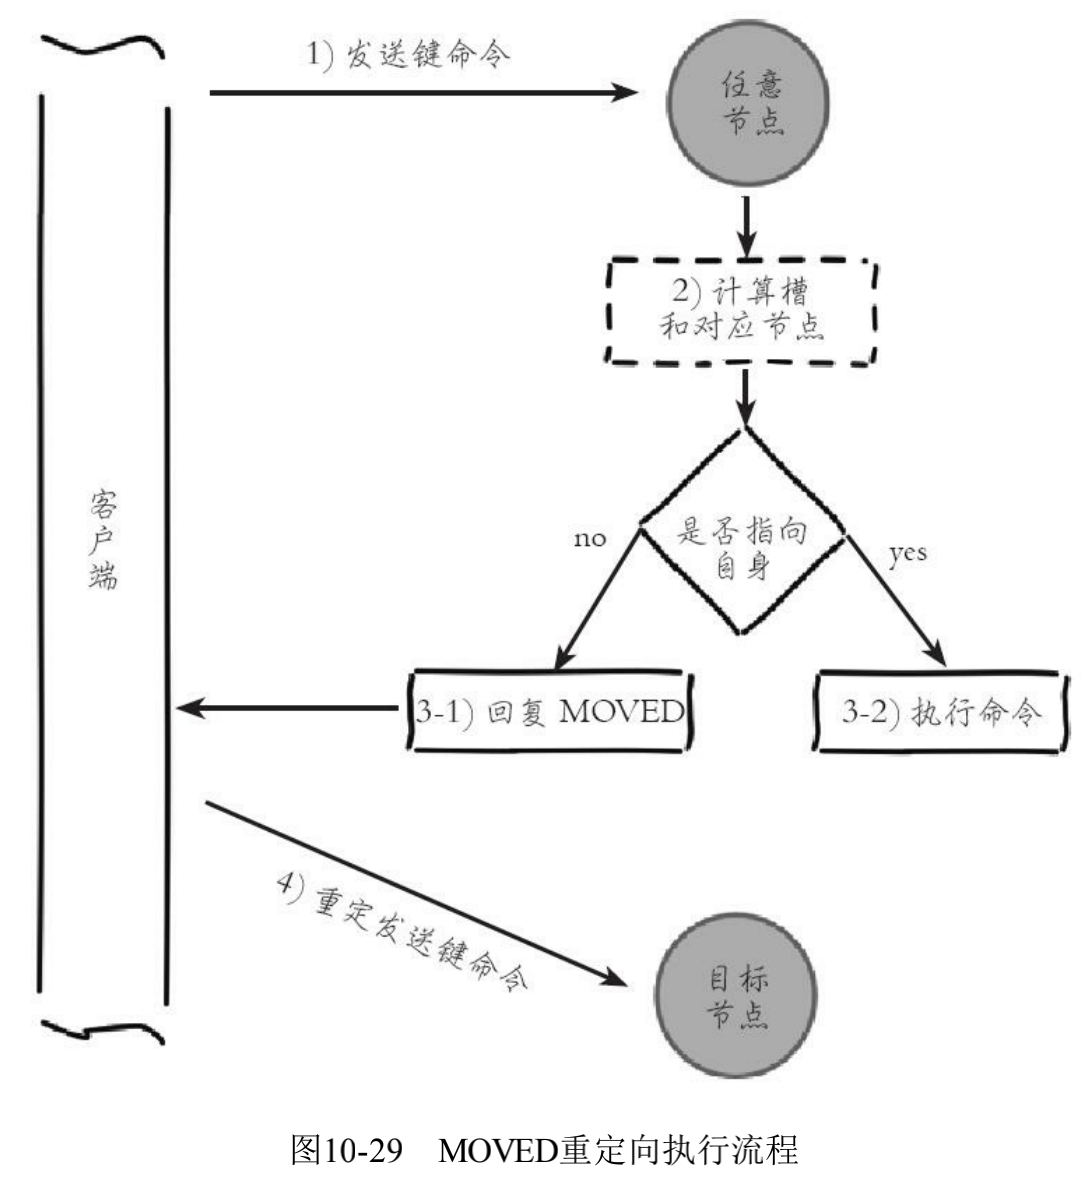 1) 发送键命令
任意
节点
2) 计算槽
和对应节点
客
户
端
no
是否指向
自身
yes
3-1) 回复 MOVED
3-2) 执行命令
4) 重定发送键命令
目标
节点
图10-29 MOVED重定向执行流程